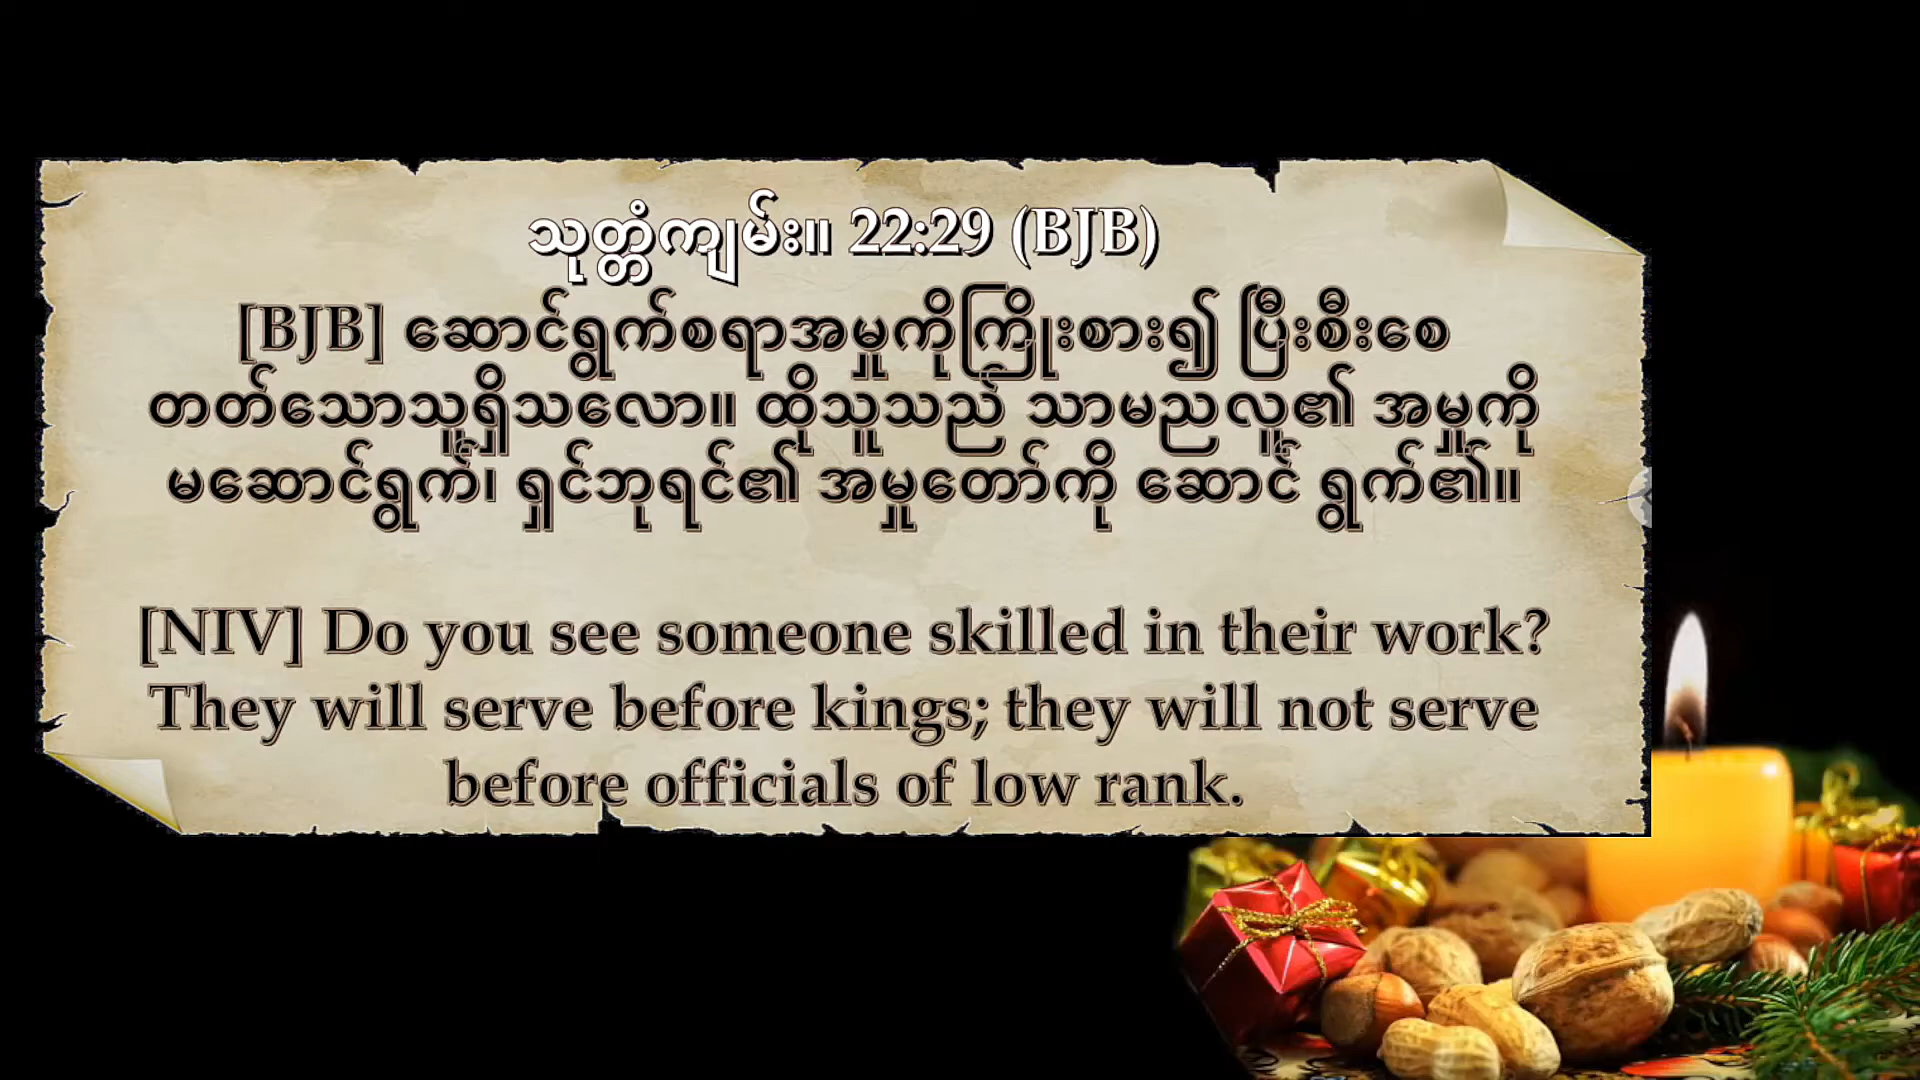 သုတ္တံကျမ်း။ 22:29 (BJB)
[BJB] ဆောင်ရွက်စရာအမှုကိုကြိုးစား၍ ပြီးစီးစေ
တတ်သောသူရှိသလော။ ထိုသူသည် သာမညလူ၏ အမှုကို
မဆောင်ရွက်၊ ရှင်ဘုရင်၏ အမှုတော်ကို ဆောင် ရွက်၏။
[NIV] Do you see someone skilled in their work?
They will serve before kings; they will not serve
before officials of low rank.